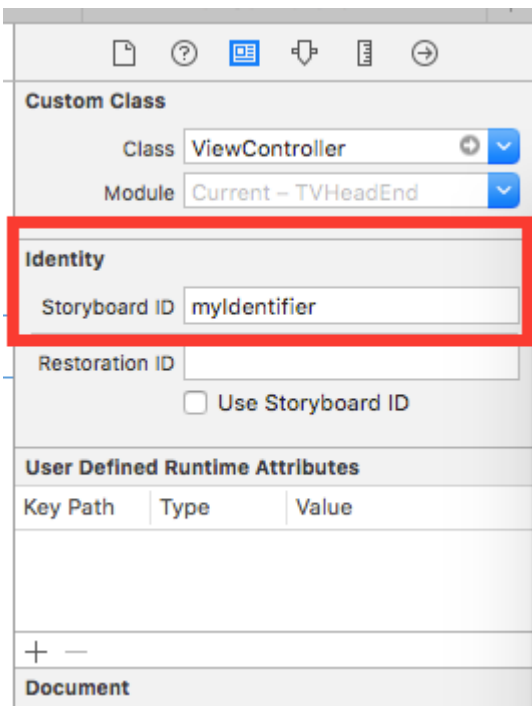 Custom Class
Class ViewController
Module Current – TVHeadEnd
Identity
Storyboard ID myIdentifier
Restoration ID
Use Storyboard ID
User Defined Runtime Attributes
Key Path Type Value
Document